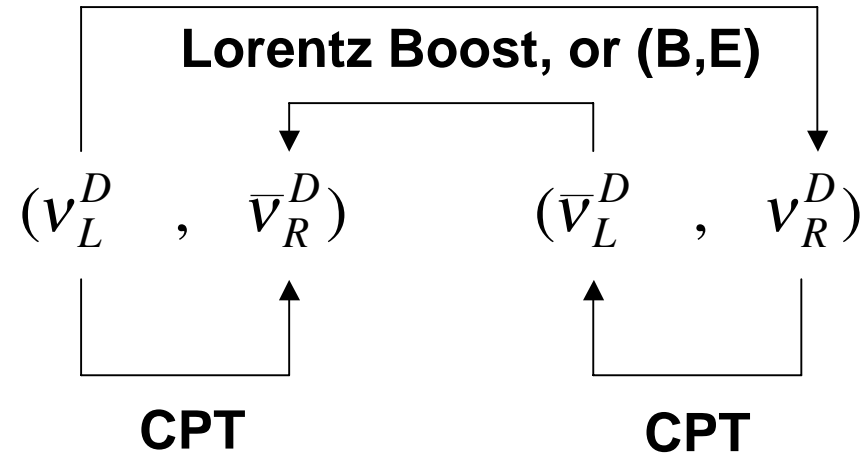 Lorentz Boost, or (B,E)
(ν_L^D , ν̅_R^D) (ν̅_L^D , ν_R^D)
CPT CPT